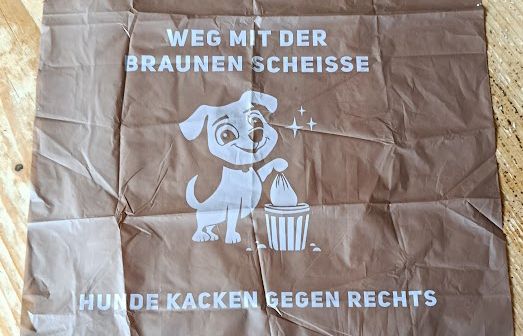 WEG MIT DER
BRAUNEN SCHEISSE
HUNDE KACKEN GEGEN RECHTS